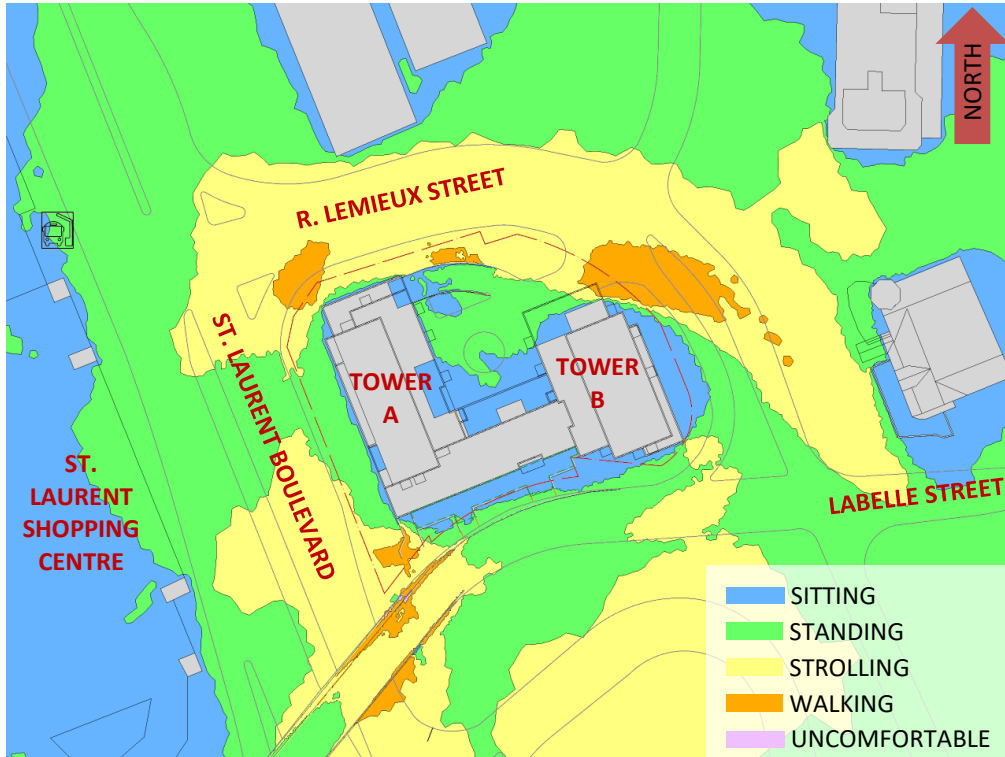 NORTH
R. LEMIEUX STREET
ST. LAURENT BOULEVARD
TOWER
A
TOWER
B
ST.
LAURENT
SHOPPING
CENTRE
LABELLE STREET
SITTING
STANDING
STROLLING
WALKING
UNCOMFORTABLE